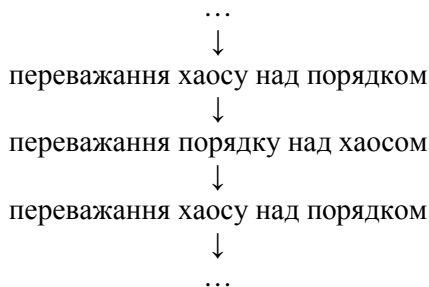 …
↓
переважання хаосу над порядком
↓
переважання порядку над хаосом
↓
переважання хаосу над порядком
↓
…